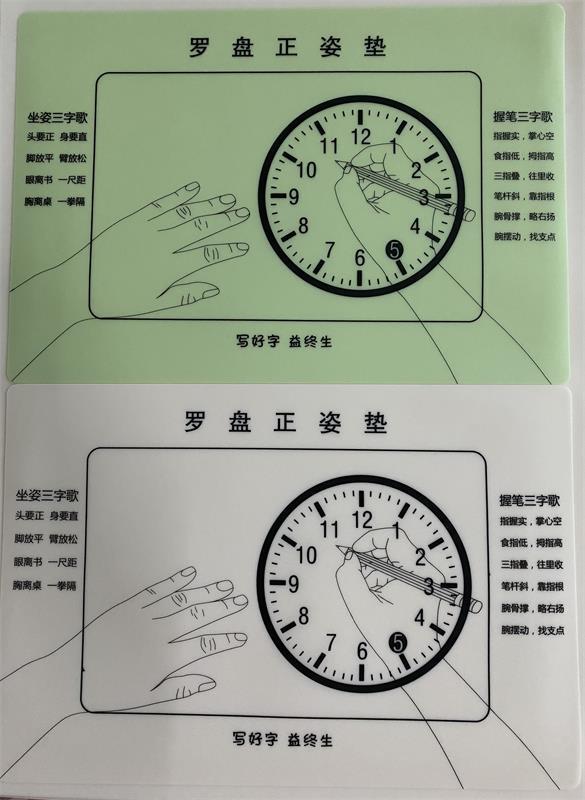 罗盘正姿垫
坐姿三字歌
头要正 身要直
脚放平 臂放松
眼离书 一尺距
胸离桌 一拳隔
12
1
2
3
4
5
6
7
8
9
10
11
握笔三字歌
指握实，掌心空
食指低，拇指高
三指叠，往里收
笔杆斜，靠指根
腕骨撑，略右扬
腕摆动，找支点
写好字 益终生
罗盘正姿垫
坐姿三字歌
头要正 身要直
脚放平 臂放松
眼离书 一尺距
胸离桌 一拳隔
12
1
2
3
4
5
6
7
8
9
10
11
握笔三字歌
指握实，掌心空
食指低，拇指高
三指叠，往里收
笔杆斜，靠指根
腕骨撑，略右扬
腕摆动，找支点
写好字 益终生